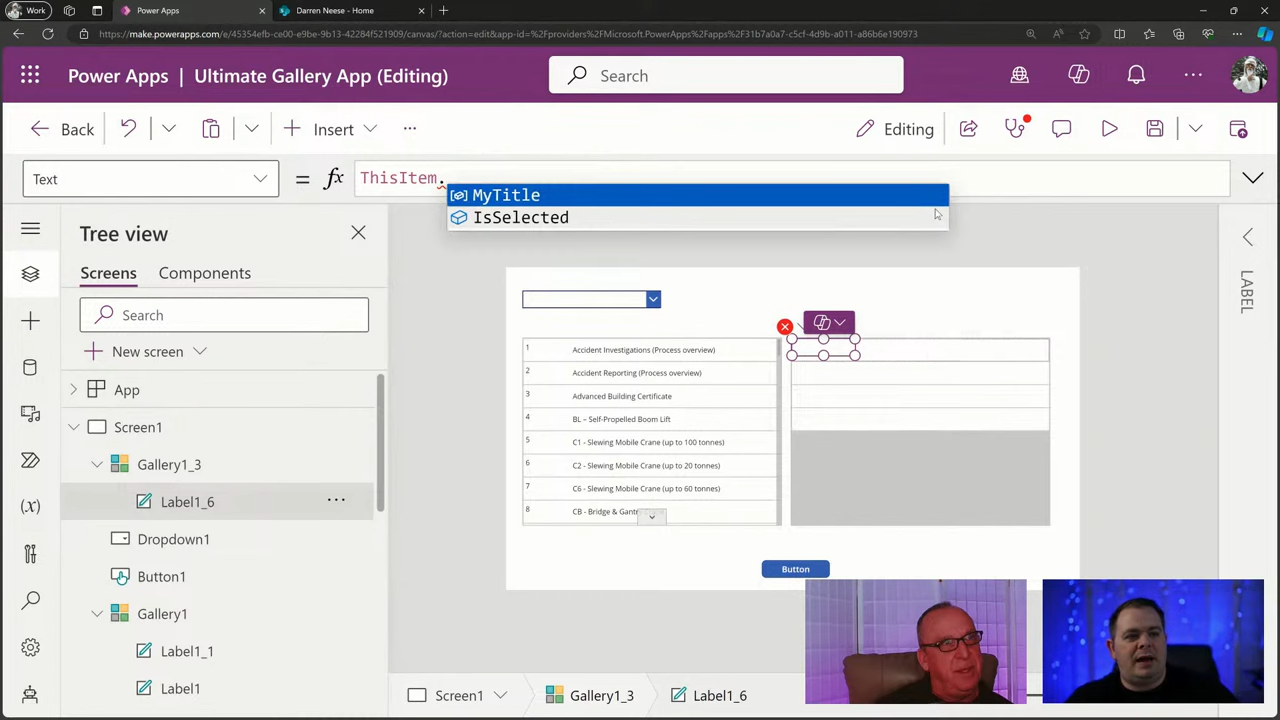 Work
Power Apps
Darren Neese - Home
https://make.powerapps.com/e/45354efb-ce00-e9be-9b13-42284f521909/canvas/?action=edit&app-id=%2Fproviders%2FMicrosoft.PowerApps%2Fapps%2F31b7a0a7-c5cf-4d9b-a011-a86b6e190973
Power Apps | Ultimate Gallery App (Editing)
Search
Back
Insert
Editing
Text
= fx ThisItem.
MyTitle
IsSelected
Tree view
Screens
Components
Search
New screen
App
Screen1
Gallery1_3
Label1_6
Dropdown1
Button1
Gallery1
Label1_1
Label1
LABEL
1 Accident Investigations (Process overview)
2 Accident Reporting (Process overview)
3 Advanced Building Certificate
4 BL – Self-Propelled Boom Lift
5 C1 - Slewing Mobile Crane (up to 100 tonnes)
6 C2 - Slewing Mobile Crane (up to 20 tonnes)
7 C6 - Slewing Mobile Crane (up to 60 tonnes)
8 CB - Bridge & Gantr
Button
Screen1
Gallery1_3
Label1_6